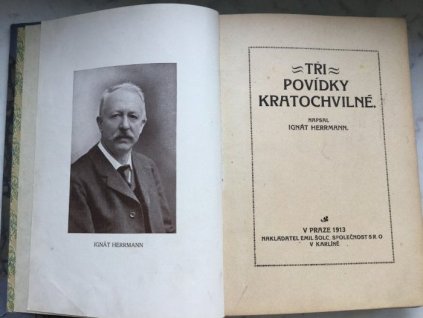 IGNÁT HERRMANN
TŘI
POVÍDKY
KRATOCHVILNÉ.
NAPSAL
IGNÁT HERRMANN.
V PRAZE 1913
NAKLADATEL EMIL ŠOLC, SPOLEČNOST S R. O
V KARLÍNĚ